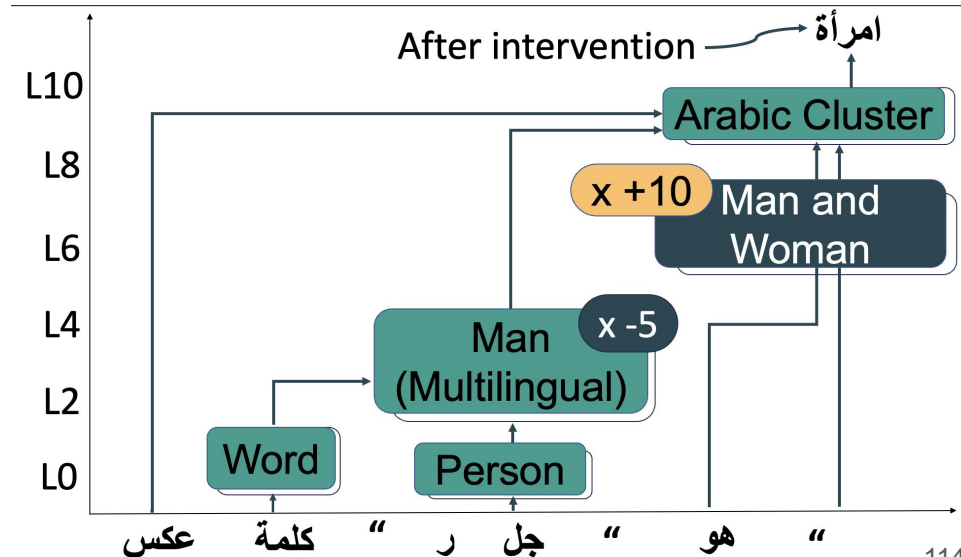 After intervention
امرأة
L10
Arabic Cluster
L8
x +10
Man and
Woman
L6
L4
x -5
Man
(Multilingual)
L2
Word
Person
L0
عكس كلمة “ ر جل “ هو “
114